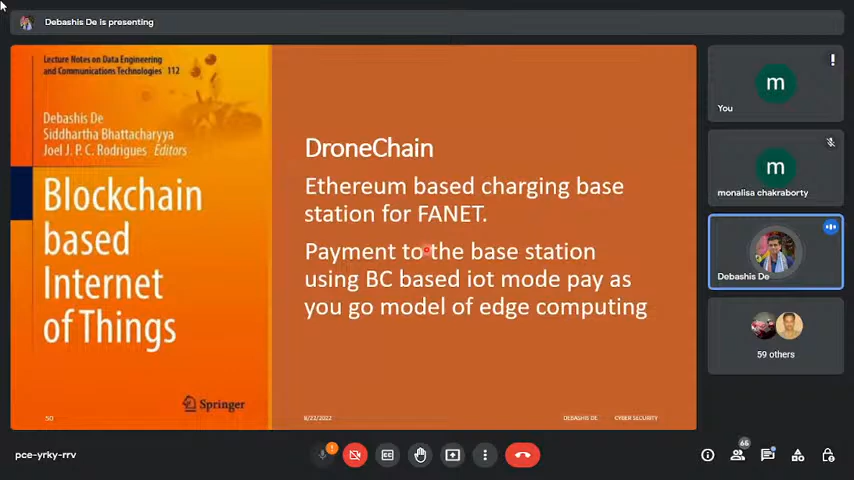 Debashis De is presenting
Lecture Notes on Data Engineering
and Communications Technologies 112
Debashis De
Siddhartha Bhattacharyya
Joel J. P. C. Rodrigues Editors
Blockchain
based
Internet
of Things
Springer
DroneChain
Ethereum based charging base
station for FANET.
Payment to the base station
using BC based iot mode pay as
you go model of edge computing
50
8/23/2022
DEBASHIS DE
CYBER SECURITY
m
You
m
monalisa chakraborty
Debashis De
59 others
pce-yrky-rrv
66